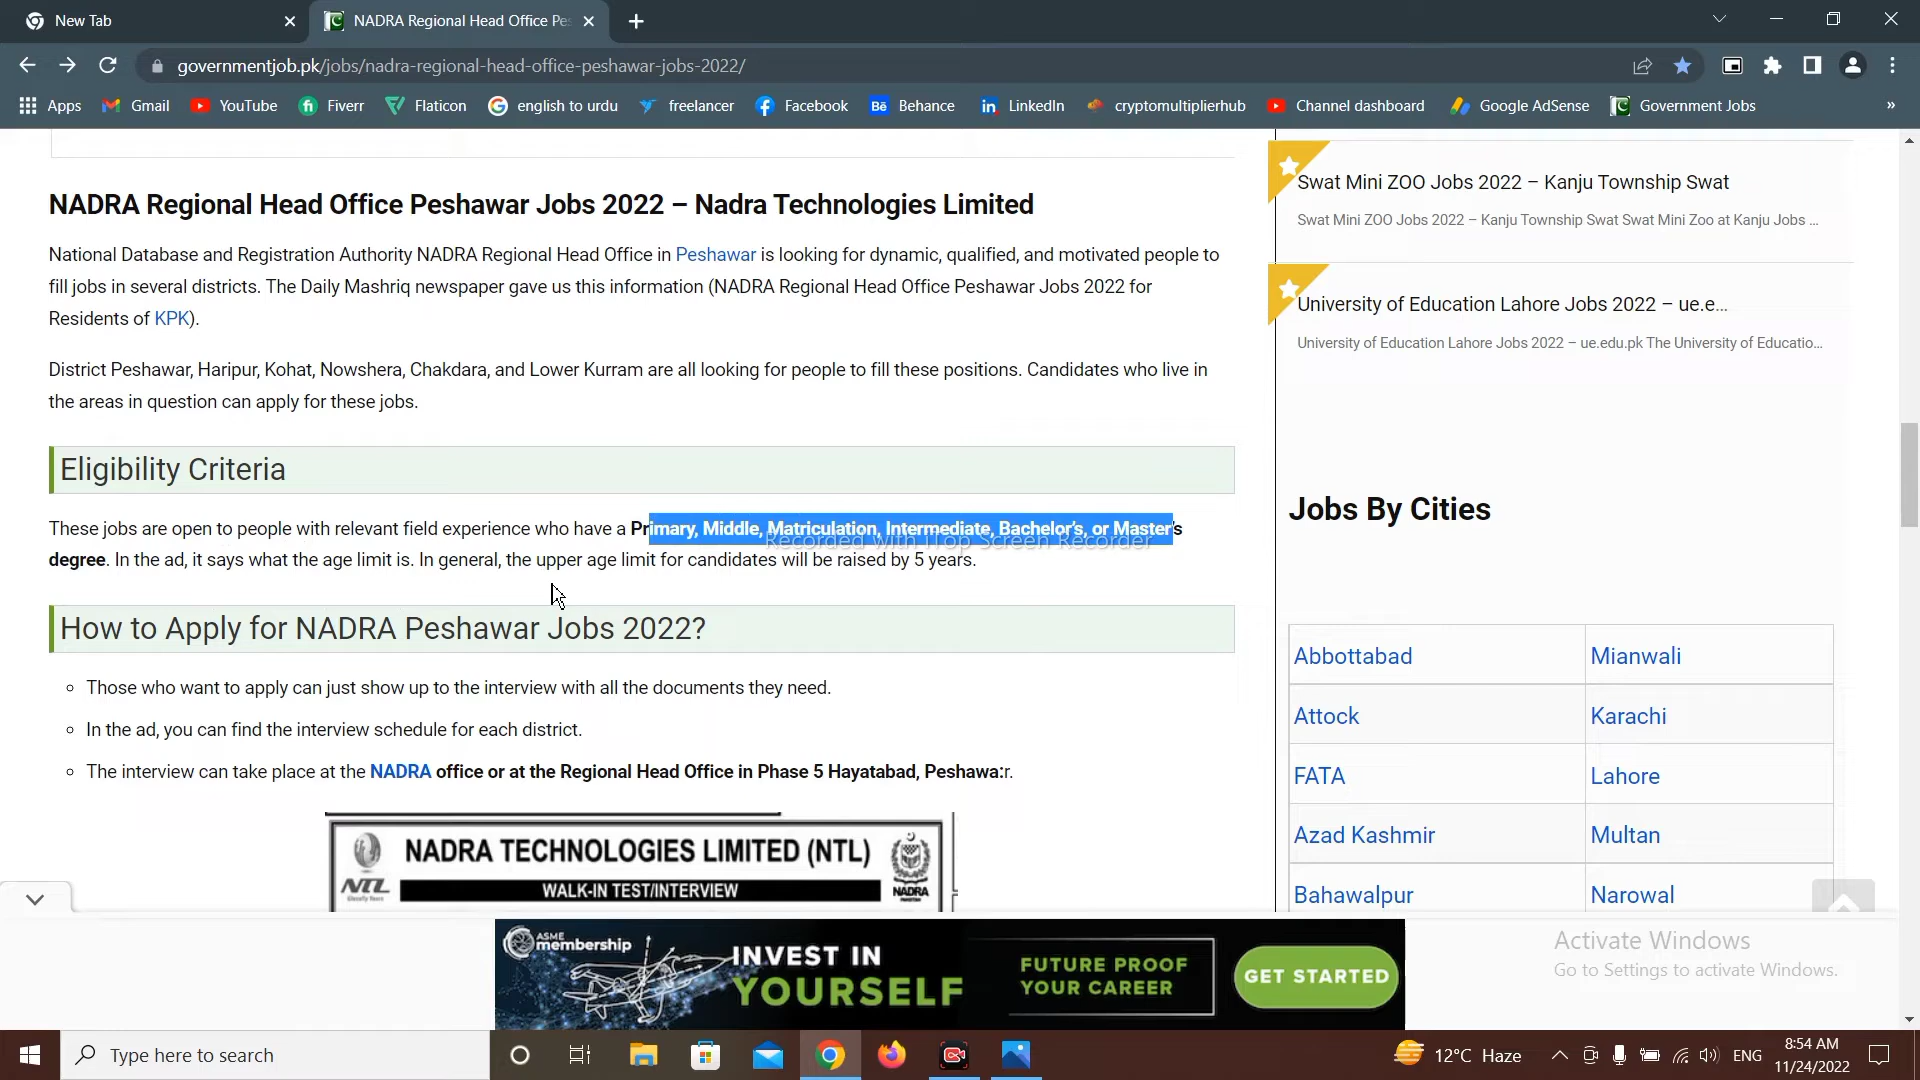 New Tab
NADRA Regional Head Office Pe
governmentjob.pk/jobs/nadra-regional-head-office-peshawar-jobs-2022/
Apps Gmail YouTube Fiverr Flaticon english to urdu freelancer Facebook Behance LinkedIn cryptomultiplierhub Channel dashboard Google AdSense Government Jobs »
NADRA Regional Head Office Peshawar Jobs 2022 – Nadra Technologies Limited
National Database and Registration Authority NADRA Regional Head Office in Peshawar is looking for dynamic, qualified, and motivated people to
fill jobs in several districts. The Daily Mashriq newspaper gave us this information (NADRA Regional Head Office Peshawar Jobs 2022 for
Residents of KPK).
District Peshawar, Haripur, Kohat, Nowshera, Chakdara, and Lower Kurram are all looking for people to fill these positions. Candidates who live in
the areas in question can apply for these jobs.
Eligibility Criteria
These jobs are open to people with relevant field experience who have a Primary, Middle, Matriculation, Intermediate, Bachelor's, or Master's
Recorded with iTop Screen Recorder
degree. In the ad, it says what the age limit is. In general, the upper age limit for candidates will be raised by 5 years.
How to Apply for NADRA Peshawar Jobs 2022?
Those who want to apply can just show up to the interview with all the documents they need.
In the ad, you can find the interview schedule for each district.
The interview can take place at the NADRA office or at the Regional Head Office in Phase 5 Hayatabad, Peshawa:r.
NTL
NADRA TECHNOLOGIES LIMITED (NTL)
WALK-IN TEST/INTERVIEW
NADRA
Swat Mini ZOO Jobs 2022 – Kanju Township Swat
Swat Mini ZOO Jobs 2022 – Kanju Township Swat Swat Mini Zoo at Kanju Jobs ...
University of Education Lahore Jobs 2022 – ue.e...
University of Education Lahore Jobs 2022 – ue.edu.pk The University of Educatio...
Jobs By Cities
Abbottabad Mianwali
Attock Karachi
FATA Lahore
Azad Kashmir Multan
Bahawalpur Narowal
ASME
membership
INVEST IN
YOURSELF
FUTURE PROOF
YOUR CAREER
GET STARTED
Activate Windows
Go to Settings to activate Windows.
Type here to search
12°C Haze
ENG
8:54 AM
11/24/2022